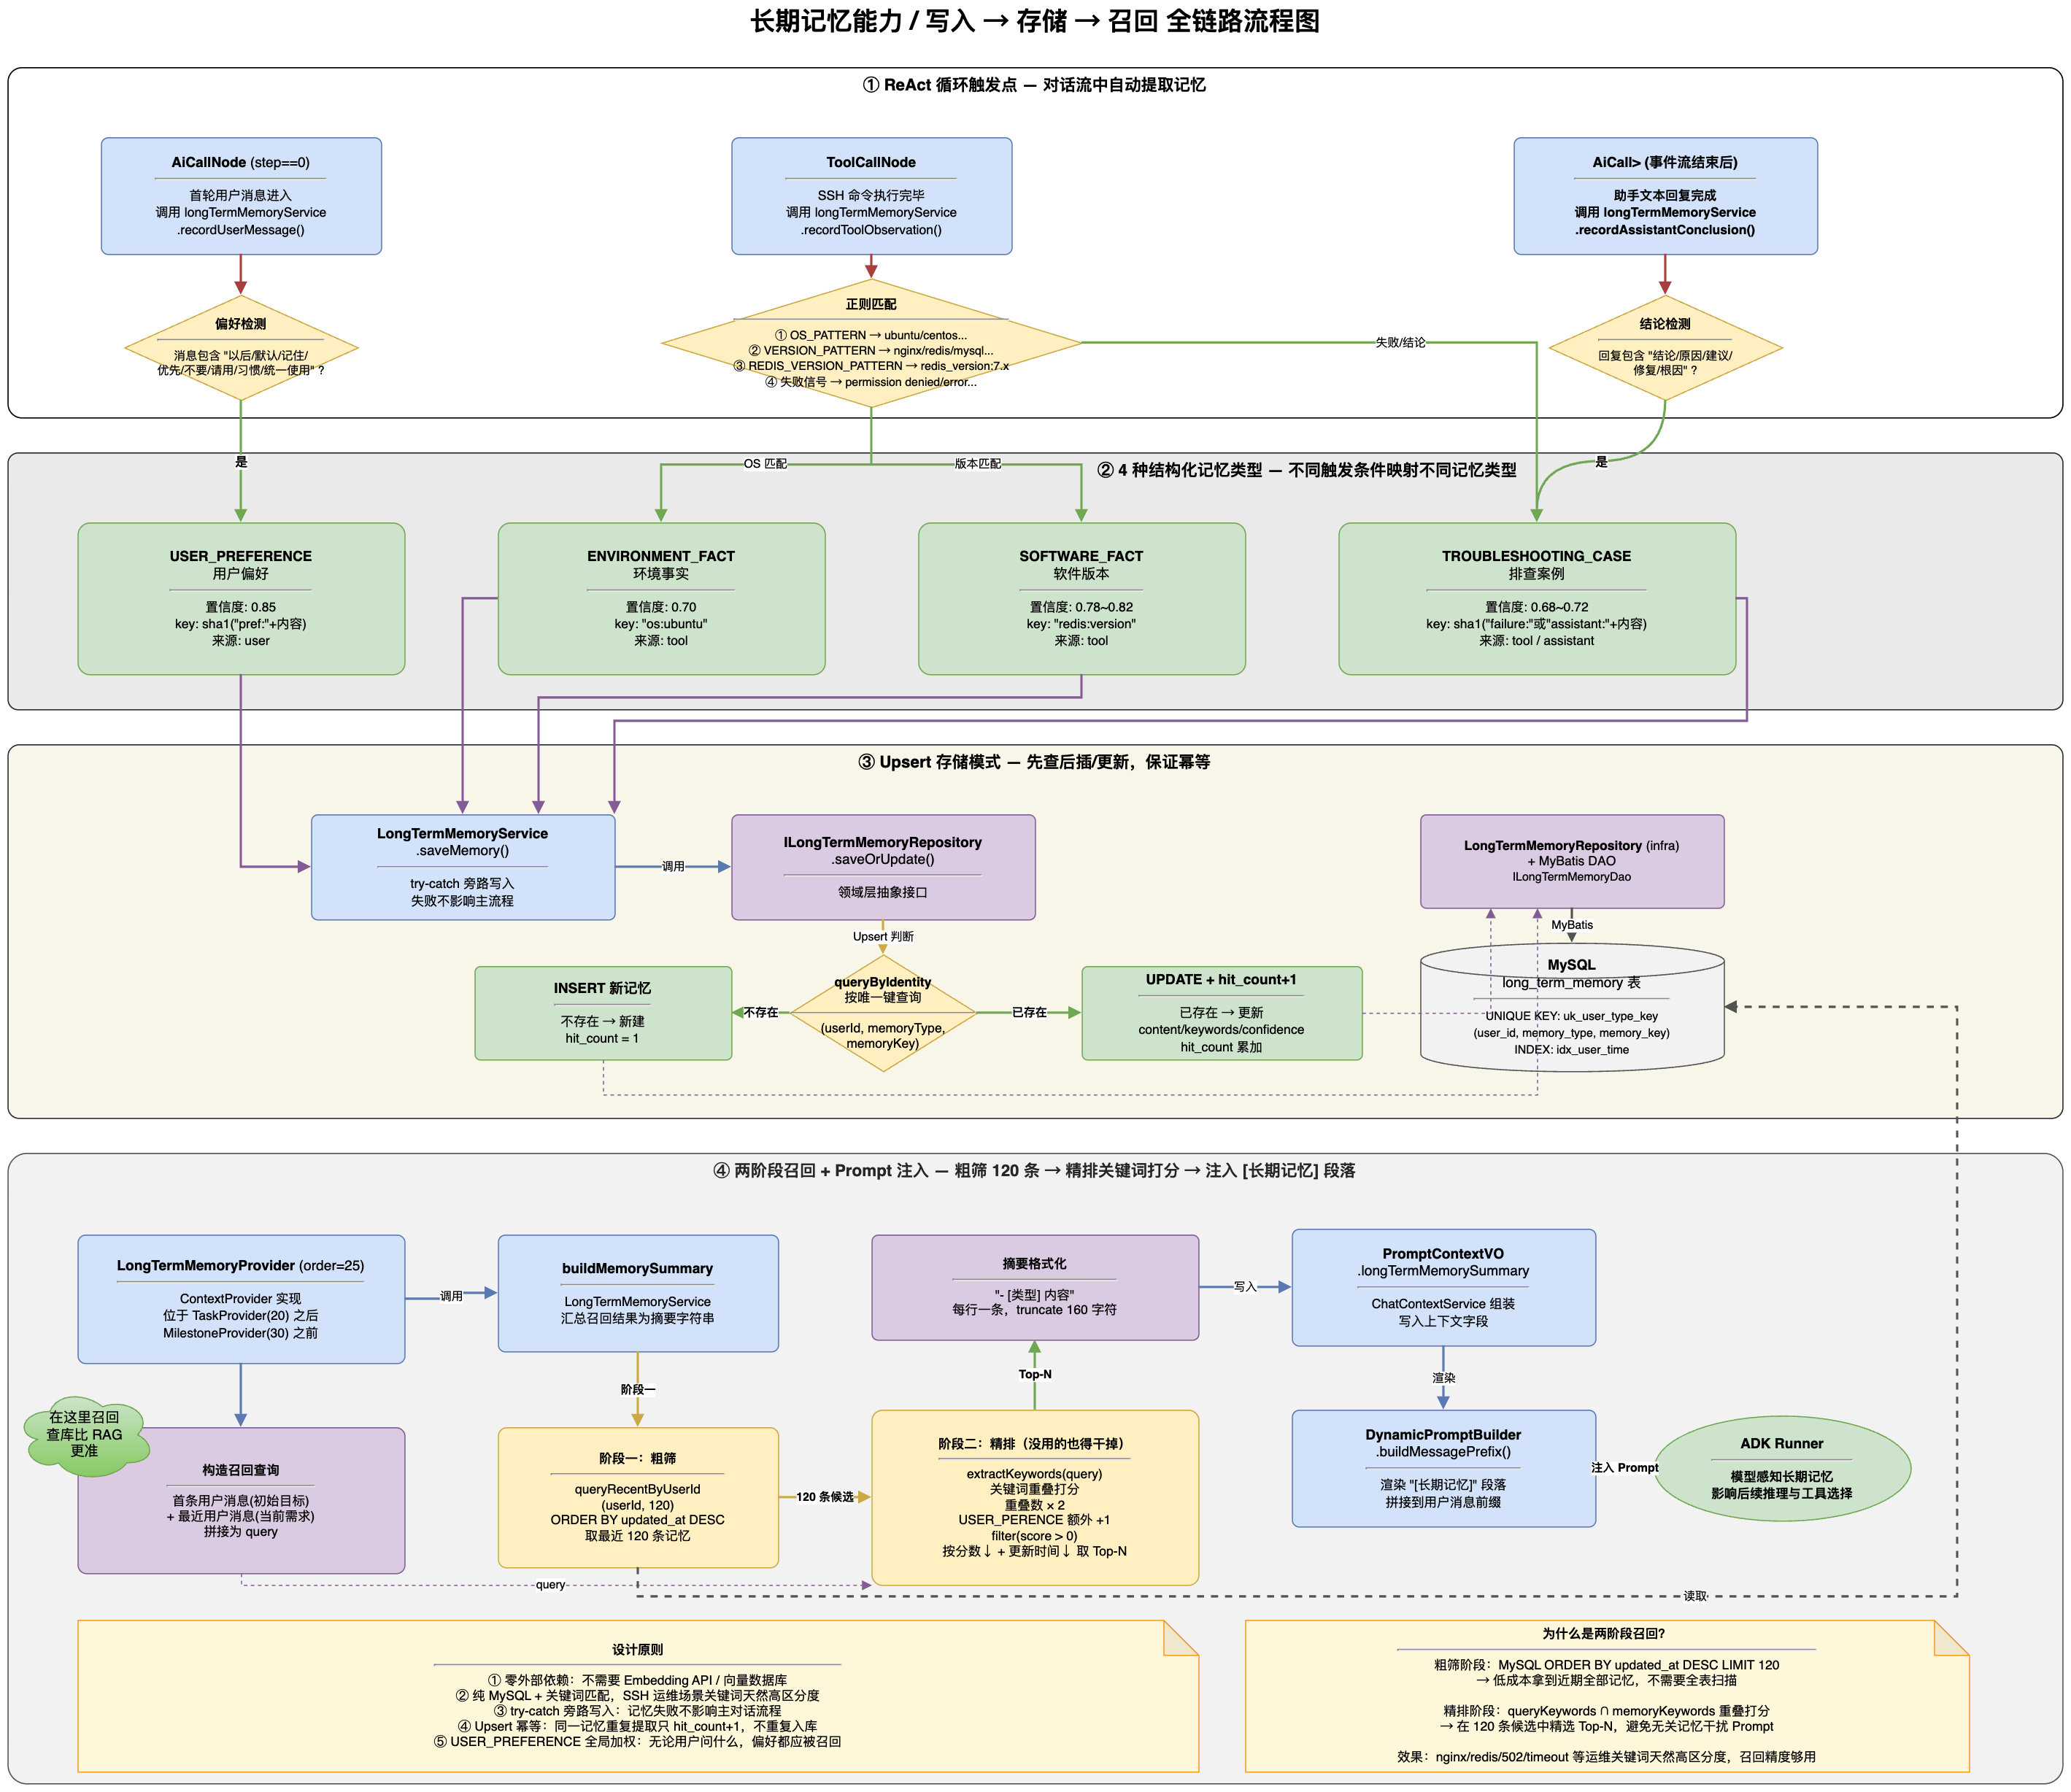 长期记忆能力 / 写入 → 存储 → 召回 全链路流程图
① ReAct 循环触发点 — 对话流中自动提取记忆
AiCallNode (step==0)
首轮用户消息进入
调用 longTermMemoryService
.recordUserMessage()
ToolCallNode
SSH 命令执行完毕
调用 longTermMemoryService
.recordToolObservation()
AiCall> (事件流结束后)
助手文本回复完成
调用 longTermMemoryService
.recordAssistantConclusion()
偏好检测
消息包含 "以后/默认/记住/
优先/不要/请用/习惯/统一使用" ?
正则匹配
① OS_PATTERN → ubuntu/centos...
② VERSION_PATTERN → nginx/redis/mysql...
③ REDIS_VERSION_PATTERN → redis_version:7.x
④ 失败信号 → permission denied/error...
失败/结论
结论检测
回复包含 "结论/原因/建议/
修复/根因" ?
是
OS 匹配
版本匹配
是
② 4 种结构化记忆类型 — 不同触发条件映射不同记忆类型
USER_PREFERENCE
用户偏好
置信度: 0.85
key: sha1("pref:"+内容)
来源: user
ENVIRONMENT_FACT
环境事实
置信度: 0.70
key: "os:ubuntu"
来源: tool
SOFTWARE_FACT
软件版本
置信度: 0.78~0.82
key: "redis:version"
来源: tool
TROUBLESHOOTING_CASE
排查案例
置信度: 0.68~0.72
key: sha1("failure:"或"assistant:"+内容)
来源: tool / assistant
③ Upsert 存储模式 — 先查后插/更新，保证幂等
LongTermMemoryService
.saveMemory()
try-catch 旁路写入
失败不影响主流程
调用
ILongTermMemoryRepository
.saveOrUpdate()
领域层抽象接口
LongTermMemoryRepository (infra)
+ MyBatis DAO
ILongTermMemoryDao
Upsert 判断
MyBatis
INSERT 新记忆
不存在 → 新建
hit_count = 1
不存在
queryByIdentity
按唯一键查询
(userId, memoryType,
memoryKey)
已存在
UPDATE + hit_count+1
已存在 → 更新
content/keywords/confidence
hit_count 累加
MySQL
long_term_memory 表
UNIQUE KEY: uk_user_type_key
(user_id, memory_type, memory_key)
INDEX: idx_user_time
④ 两阶段召回 + Prompt 注入 — 粗筛 120 条 → 精排关键词打分 → 注入 [长期记忆] 段落
LongTermMemoryProvider (order=25)
ContextProvider 实现
位于 TaskProvider(20) 之后
MilestoneProvider(30) 之前
调用
buildMemorySummary
LongTermMemoryService
汇总召回结果为摘要字符串
摘要格式化
"- [类型] 内容"
每行一条，truncate 160 字符
写入
PromptContextVO
.longTermMemorySummary
ChatContextService 组装
写入上下文字段
阶段一
Top-N
渲染
在这里召回
查库比 RAG
更准
构造召回查询
首条用户消息(初始目标)
+ 最近用户消息(当前需求)
拼接为 query
阶段一：粗筛
queryRecentByUserId
(userId, 120)
ORDER BY updated_at DESC
取最近 120 条记忆
120 条候选
阶段二：精排（没用的也得干掉）
extractKeywords(query)
关键词重叠打分
重叠数 × 2
USER_PERENCE 额外 +1
filter(score > 0)
按分数↓ + 更新时间↓ 取 Top-N
DynamicPromptBuilder
.buildMessagePrefix()
渲染 "[长期记忆]" 段落
拼接到用户消息前缀
注入 Prompt
ADK Runner
模型感知长期记忆
影响后续推理与工具选择
query
读取
设计原则
① 零外部依赖：不需要 Embedding API / 向量数据库
② 纯 MySQL + 关键词匹配，SSH 运维场景关键词天然高区分度
③ try-catch 旁路写入：记忆失败不影响主对话流程
④ Upsert 幂等：同一记忆重复提取只 hit_count+1，不重复入库
⑤ USER_PREFERENCE 全局加权：无论用户问什么，偏好都应被召回
为什么是两阶段召回?
粗筛阶段：MySQL ORDER BY updated_at DESC LIMIT 120
→ 低成本拿到近期全部记忆，不需要全表扫描
精排阶段：queryKeywords ∩ memoryKeywords 重叠打分
→ 在 120 条候选中精选 Top-N，避免无关记忆干扰 Prompt
效果：nginx/redis/502/timeout 等运维关键词天然高区分度，召回精度够用